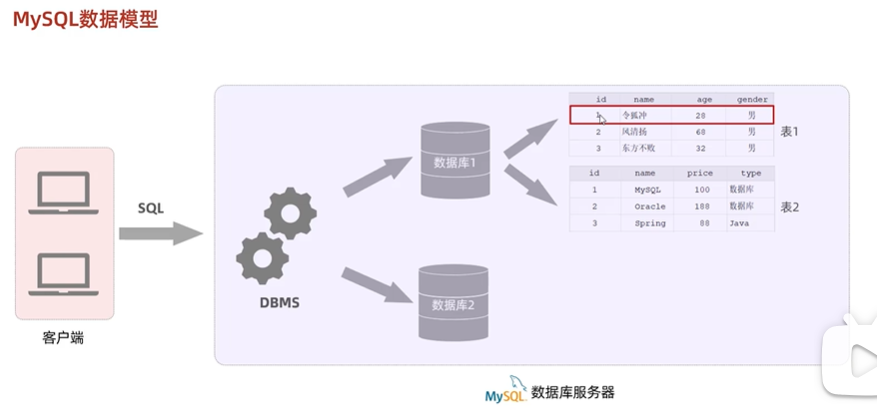 MySQL数据模型
id name age gender
1 令狐冲 28 男
2 风清扬 68 男
3 东方不败 32 男
表1
数据库1
id name price type
1 MySQL 100 数据库
2 Oracle 188 数据库
3 Spring 88 Java
表2
SQL
DBMS
数据库2
客户端
MySQL 数据库服务器